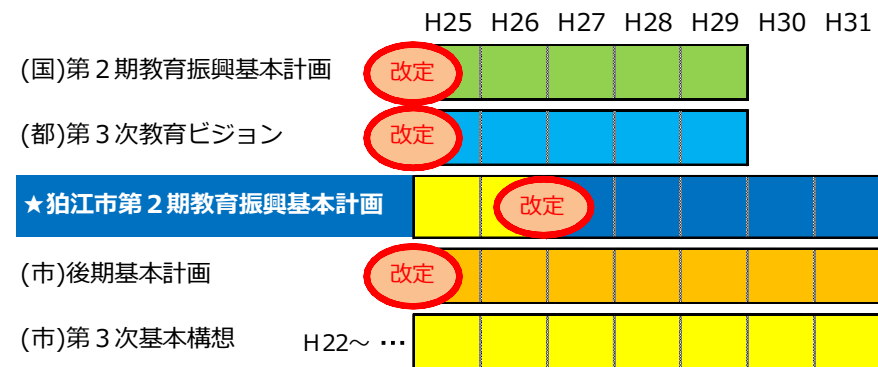 H25 H26 H27 H28 H29 H30 H31
(国)第２期教育振興基本計画 改定
(都)第３次教育ビジョン 改定
★狛江市第２期教育振興基本計画 改定
(市)後期基本計画 改定
(市)第３次基本構想 H22～ …